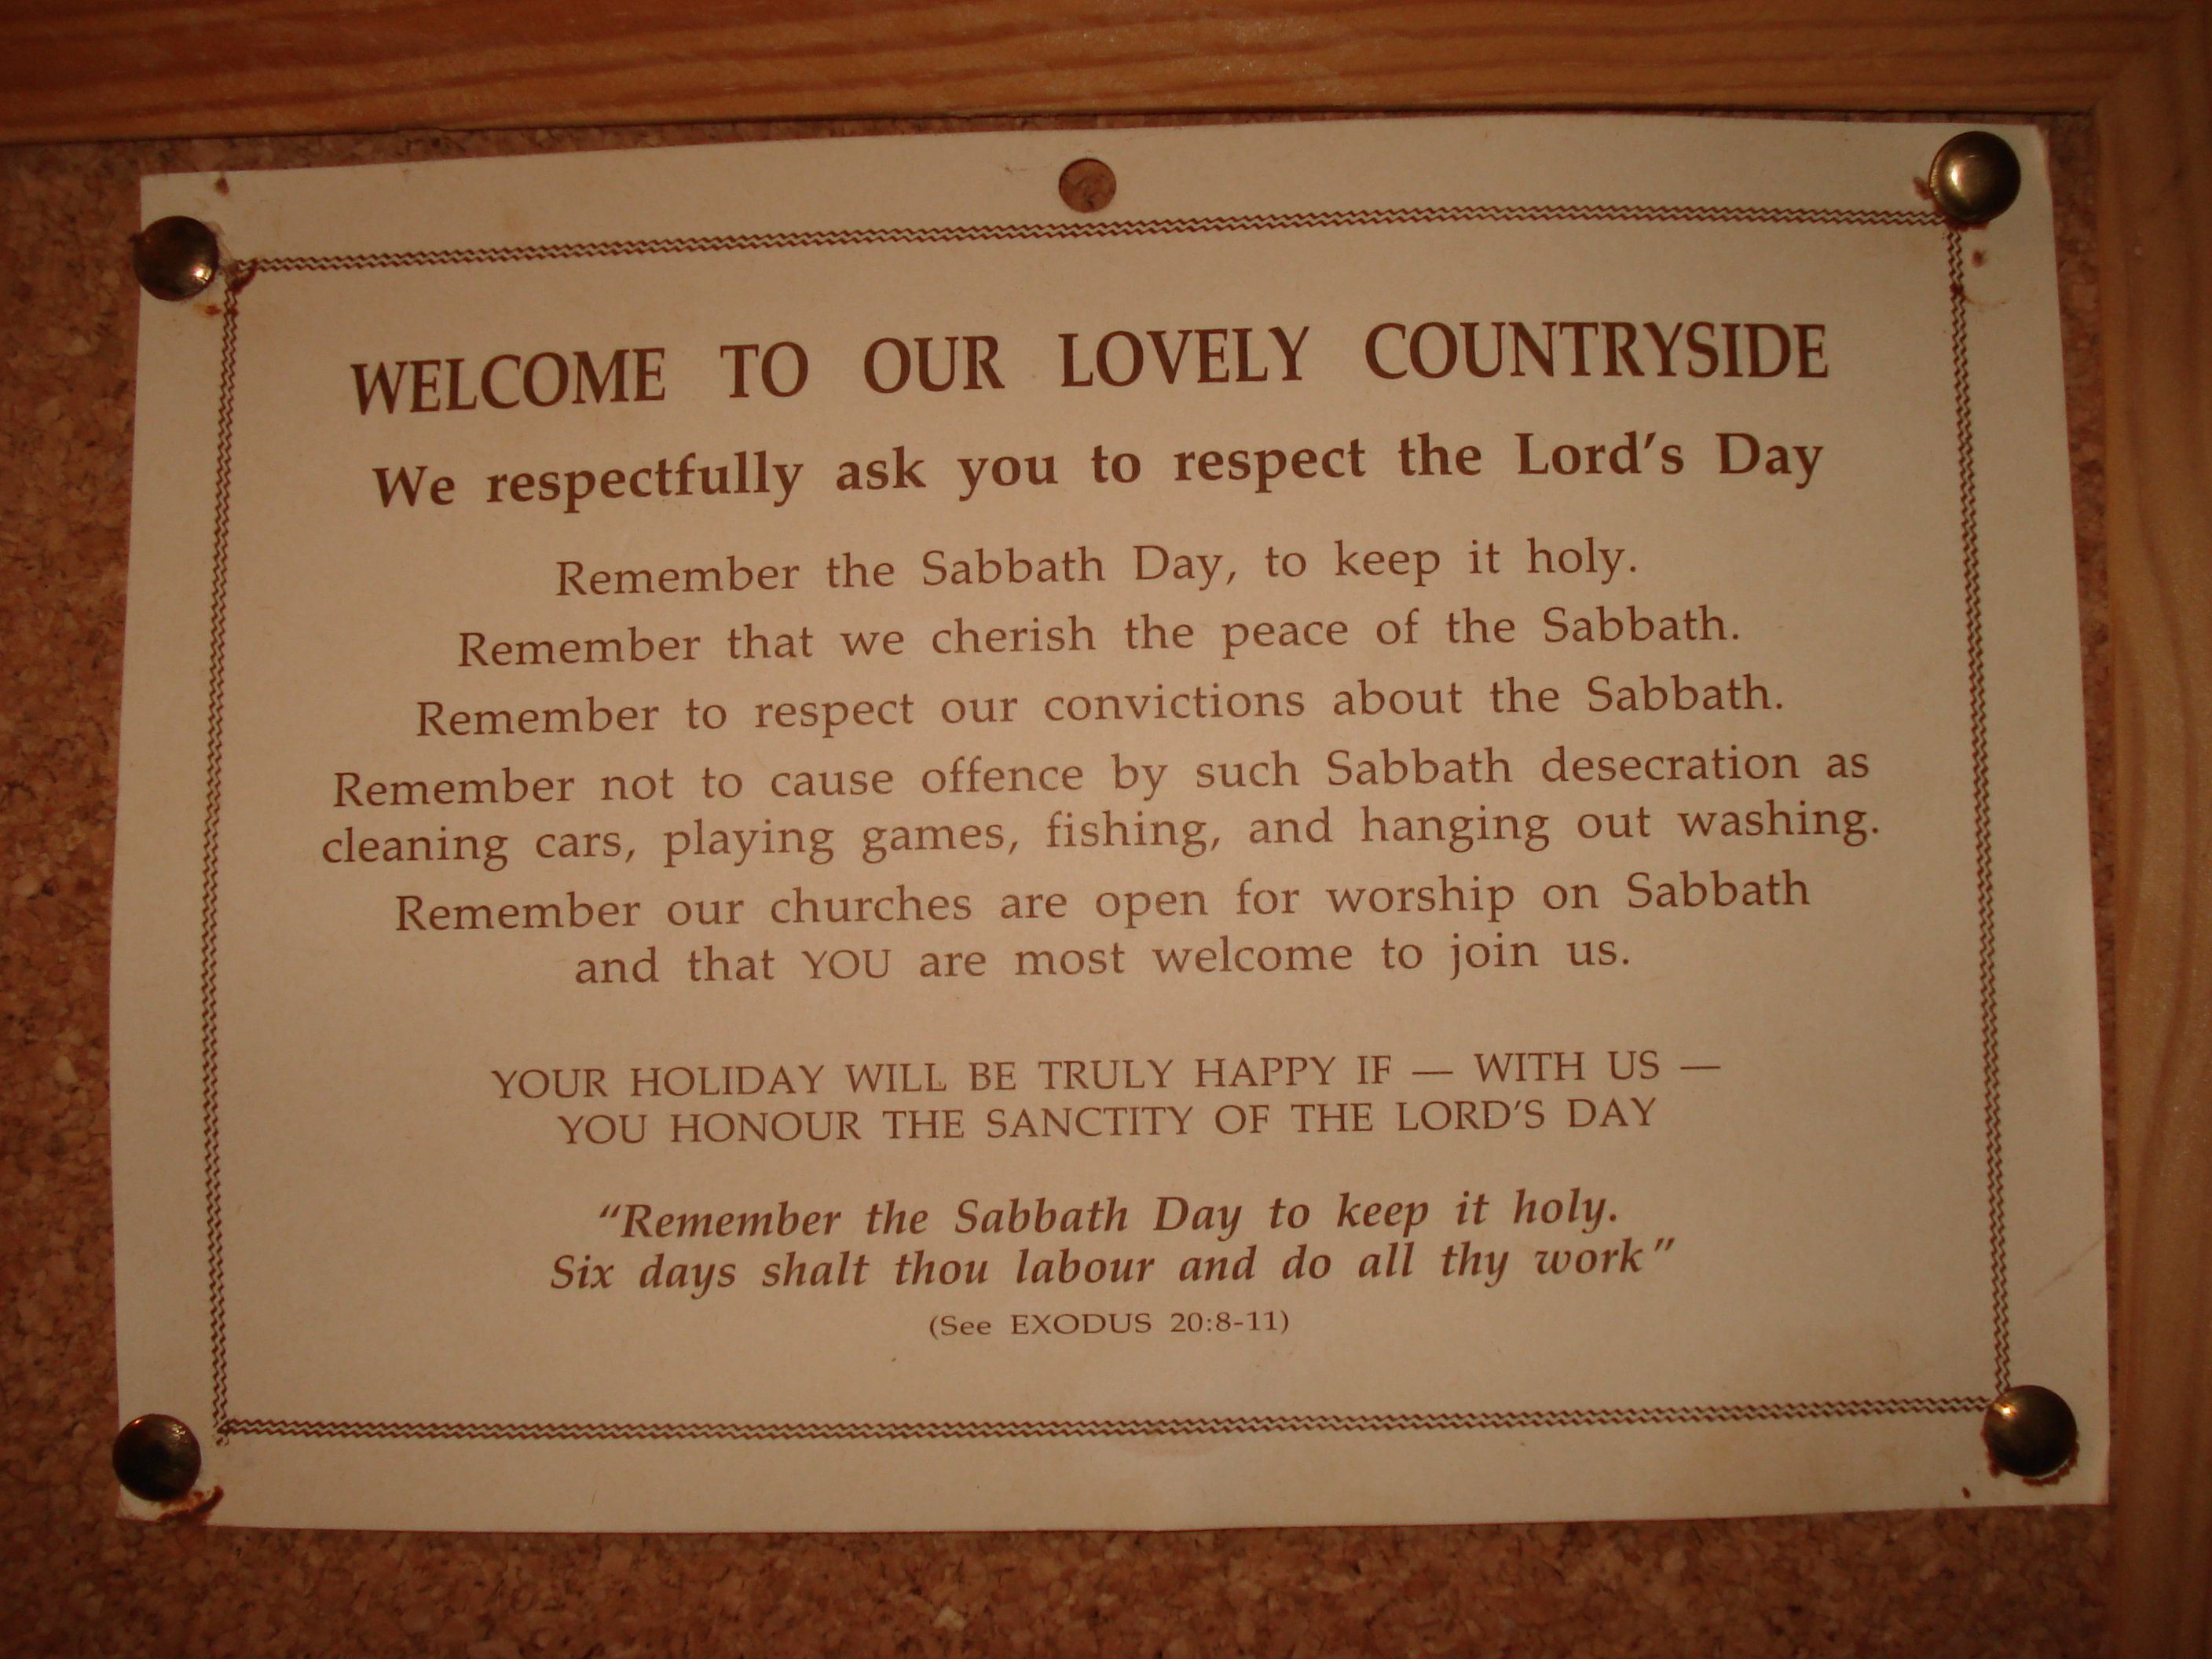 WELCOME TO OUR LOVELY COUNTRYSIDE
We respectfully ask you to respect the Lord's Day
Remember the Sabbath Day, to keep it holy.
Remember that we cherish the peace of the Sabbath.
Remember to respect our convictions about the Sabbath.
Remember not to cause offence by such Sabbath desecration as
cleaning cars, playing games, fishing, and hanging out washing.
Remember our churches are open for worship on Sabbath
and that YOU are most welcome to join us.
YOUR HOLIDAY WILL BE TRULY HAPPY IF — WITH US —
YOU HONOUR THE SANCTITY OF THE LORD'S DAY
“Remember the Sabbath Day to keep it holy.
Six days shalt thou labour and do all thy work”
(See EXODUS 20:8-11)